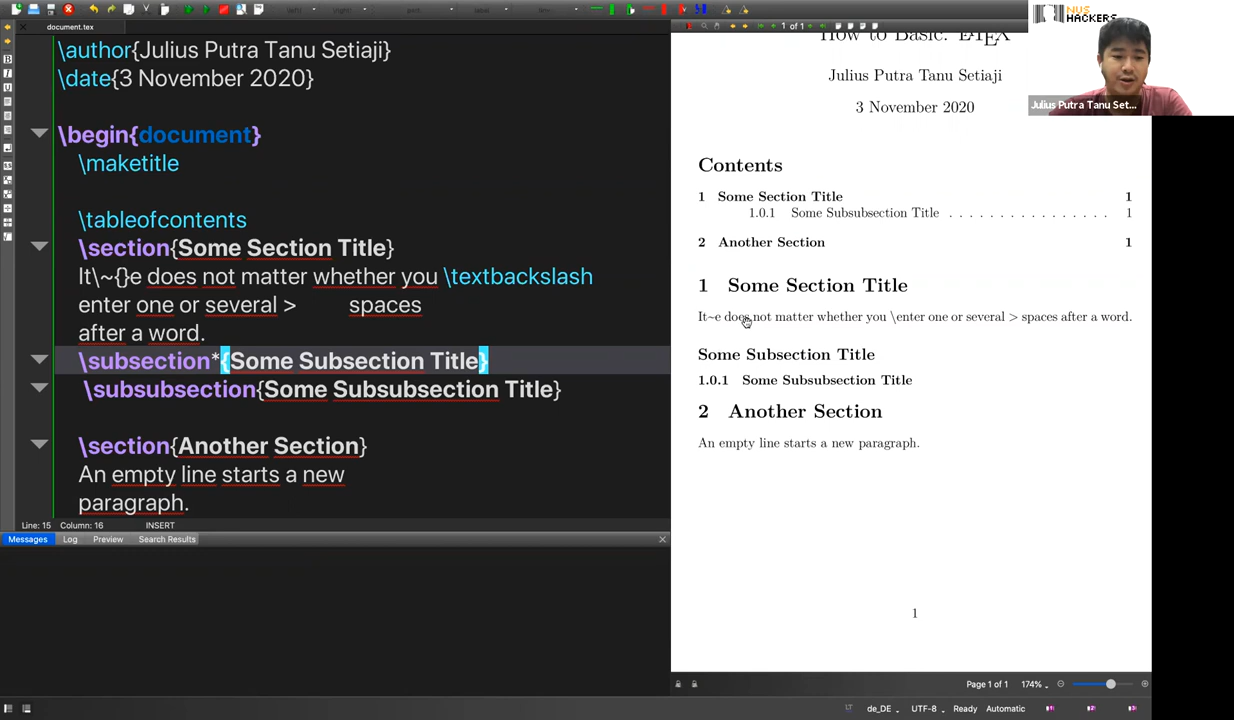 NUS
HACKERS
Julius Putra Tanu Set...
document.tex
\author{Julius Putra Tanu Setiaji}
\date{3 November 2020}
\begin{document}
\maketitle
\tableofcontents
\section{Some Section Title}
It\~{}e does not matter whether you \textbackslash
enter one or several > spaces
after a word.
\subsection*{Some Subsection Title}
\subsubsection{Some Subsubsection Title}
\section{Another Section}
An empty line starts a new
paragraph.
Line: 15 Column: 16 INSERT
Messages Log Preview Search Results
1 of 1
How to Basic: LATEX
Julius Putra Tanu Setiaji
3 November 2020
Contents
1 Some Section Title 1
1.0.1 Some Subsubsection Title . . . . . . . . . . . . . . . . 1
2 Another Section 1
1 Some Section Title
It~e does not matter whether you \enter one or several > spaces after a word.
Some Subsection Title
1.0.1 Some Subsubsection Title
2 Another Section
An empty line starts a new paragraph.
1
Page 1 of 1 174%
de_DE UTF-8 Ready Automatic